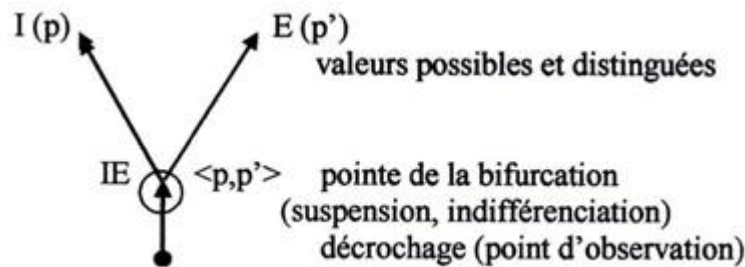 I (p) E (p’)
valeurs possibles et distinguées
IE <p,p’> pointe de la bifurcation
(suspension, indifférenciation)
décrochage (point d’observation)